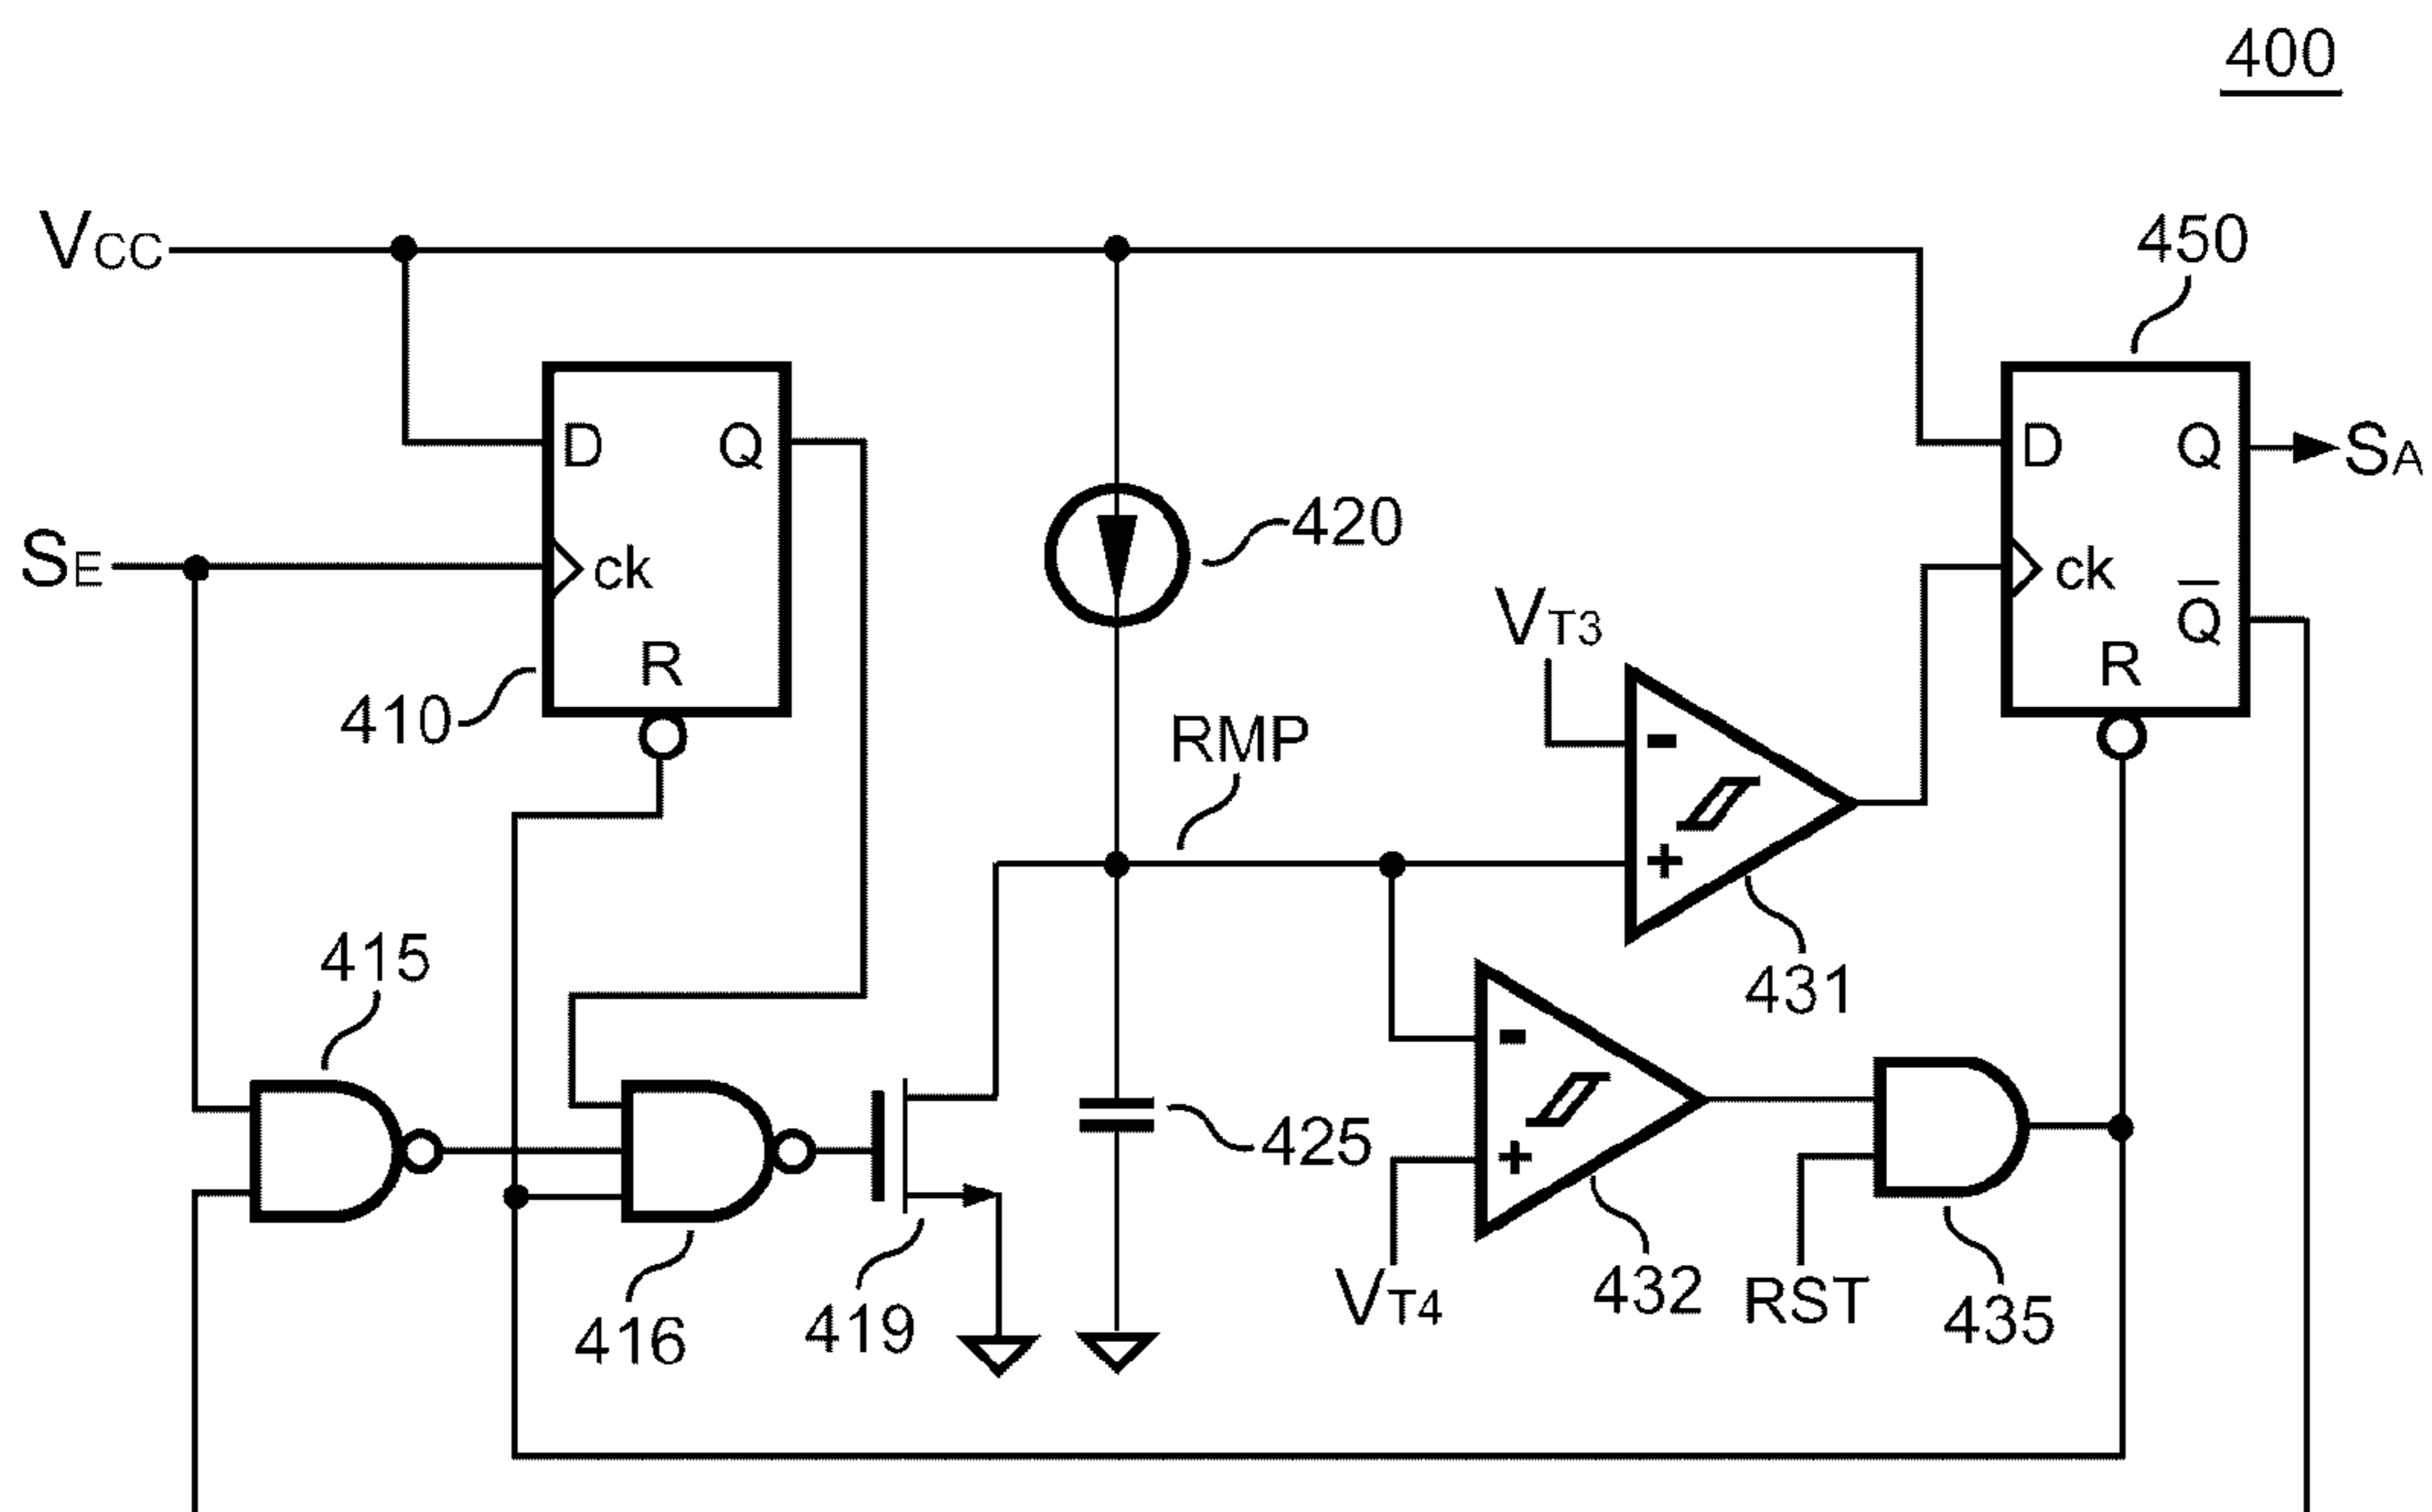 400
VCC
450
D
Q
D
Q
SA
SE
ck
420
ck
VT3
Q
R
R
410
RMP
415
431
425
416
419
VT4
432
RST
435
-
+
-
+